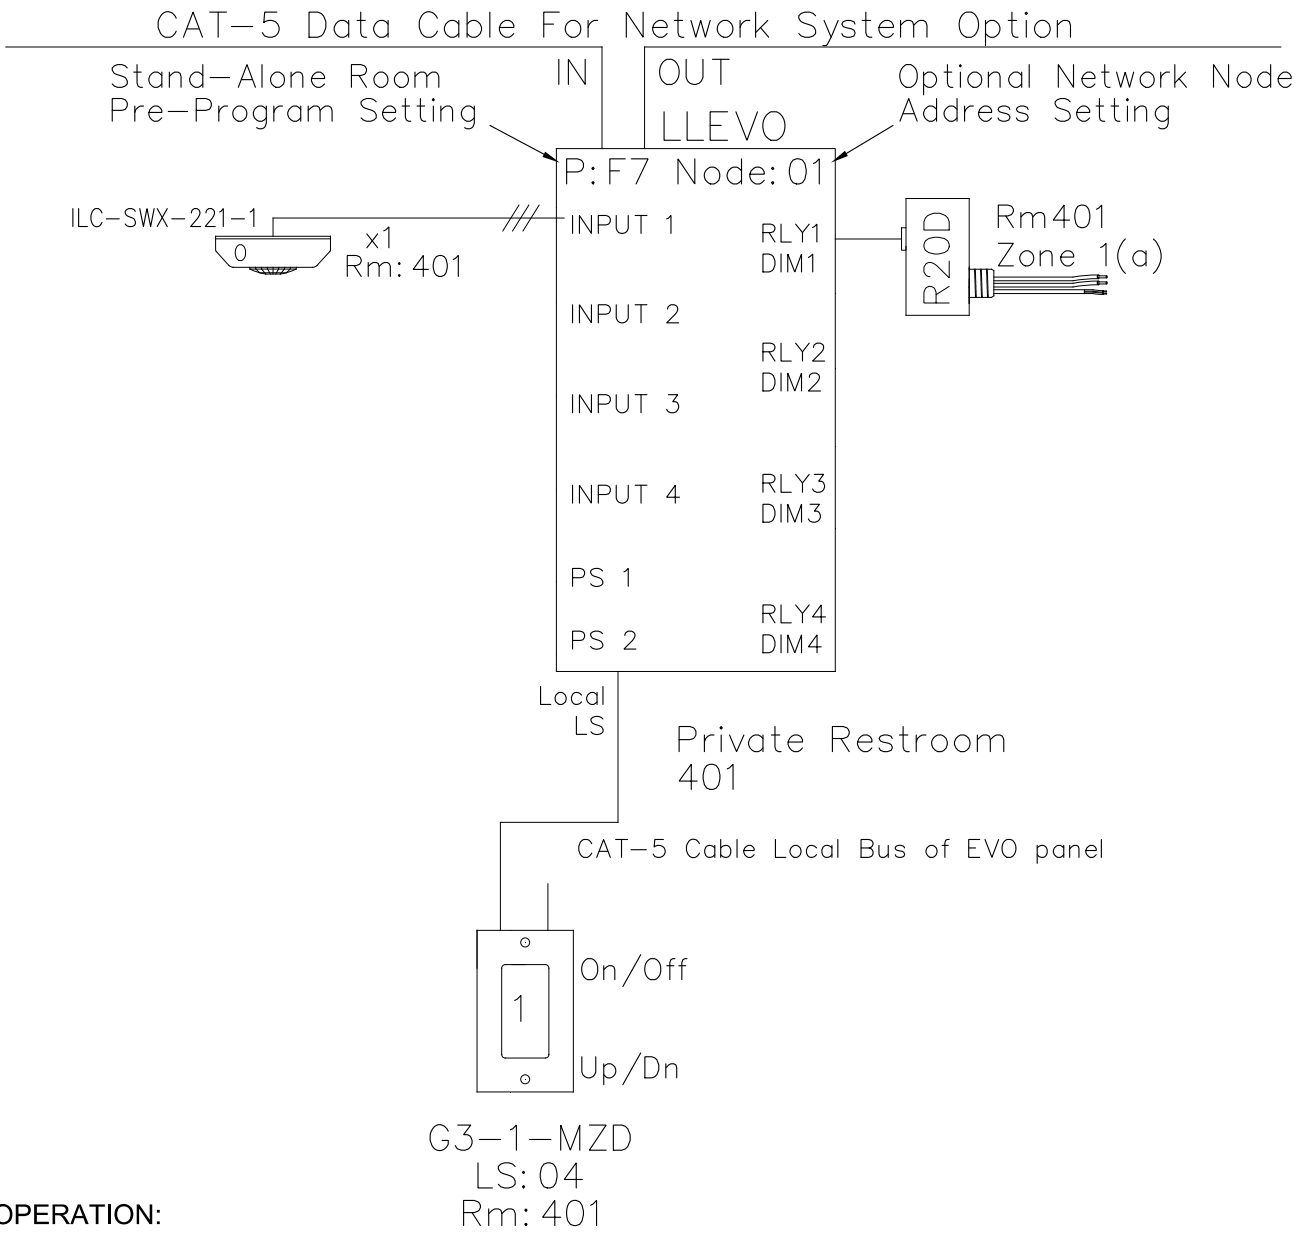 CAT-5 Data Cable For Network System Option
Stand-Alone Room
Pre-Program Setting
IN
OUT
Optional Network Node
Address Setting
LLEVO
P:F7 Node:01
ILC-SWX-221-1
O
x1
Rm:401
INPUT 1
RLY1
DIM1
R20D
Rm401
Zone 1(a)
INPUT 2
RLY2
DIM2
INPUT 3
INPUT 4
RLY3
DIM3
PS 1
PS 2
RLY4
DIM4
Local
LS
Private Restroom
401
CAT-5 Cable Local Bus of EVO panel
On/Off
1
Up/Dn
G3-1-MZD
LS:04
Rm:401
OPERATION: